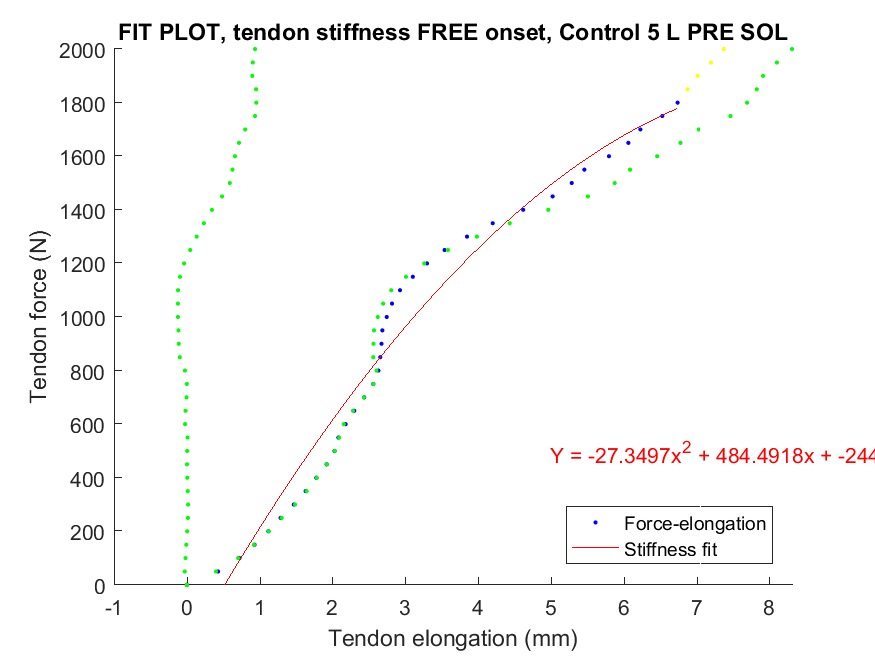 FIT PLOT, tendon stiffness FREE onset, Control 5 L PRE SOL
2000
1800
1600
1400
1200
1000
800
600
400
200
0
Tendon force (N)
Y = -27.3497x² + 484.4918x + -244
Force-elongation
Stiffness fit
-1 0 1 2 3 4 5 6 7 8
Tendon elongation (mm)